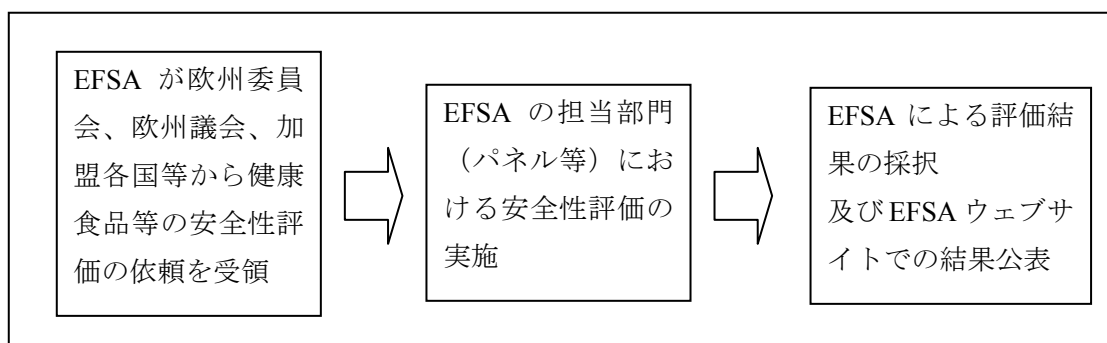 EFSA が欧州委員
会、欧州議会、加
盟各国等から健康
食品等の安全性評
価の依頼を受領
EFSA の担当部門
（パネル等）にお
ける安全性評価の
実施
EFSA による評価結
果の採択
及び EFSA ウェブサ
イトでの結果公表